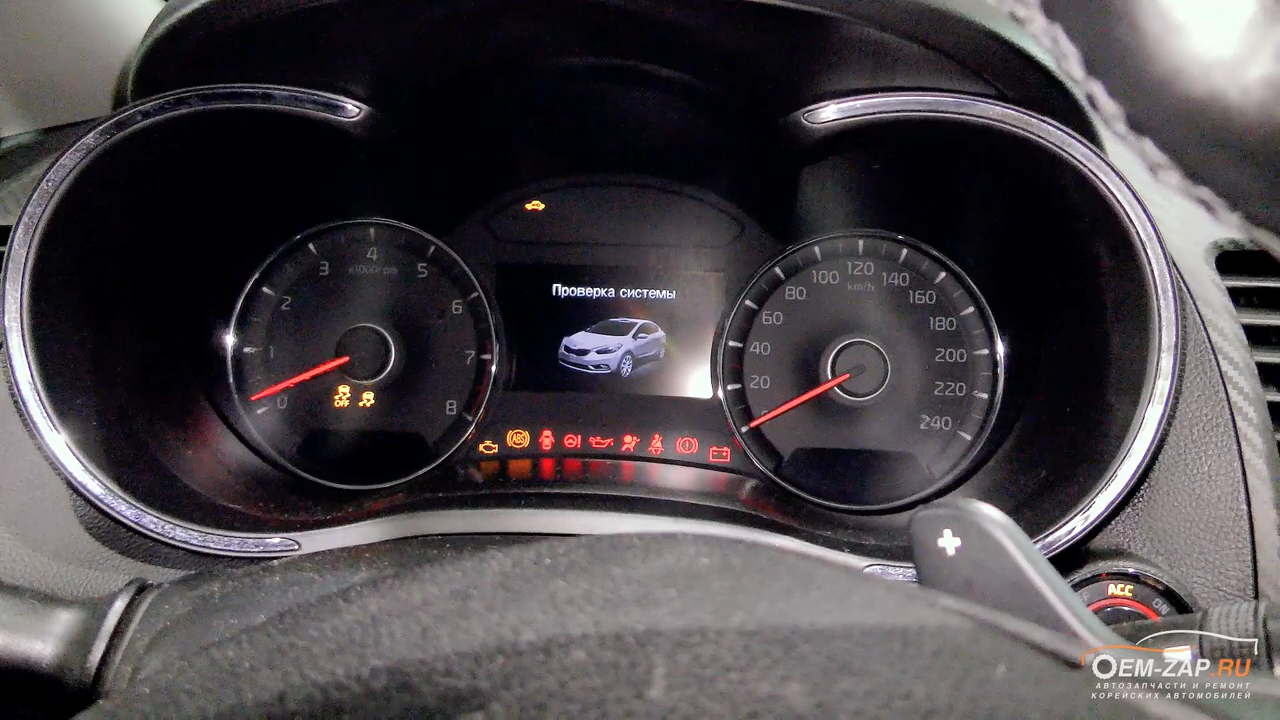 Проверка системы
0
1
2
3
4
5
6
7
8
x1000rpm
OFF
ABS
20
40
60
80
100
120
140
160
180
200
220
240
km/h
+
ACC
ON
OEM-ZAP.RU
АВТОЗАПЧАСТИ И РЕМОНТ
КОРЕЙСКИХ АВТОМОБИЛЕЙ